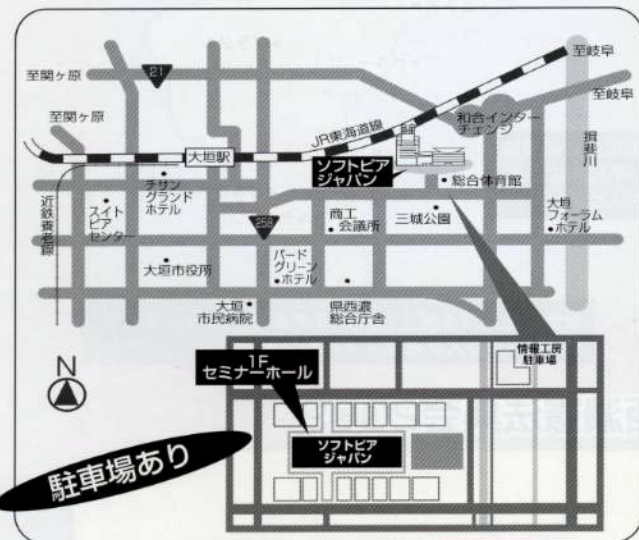 至岐阜
至関ヶ原
21
至岐阜
至関ヶ原
和合インター
チェンジ
JR東海道線
大垣駅
揖斐川
ソフトピア
ジャパン
総合体育館
チサン
グランド
ホテル
近鉄養老線
スイト
ピア
センター
258
商工
会議所
三城公園
大垣
フォーラム
ホテル
大垣市役所
バード
グリーン
ホテル
大垣
市民病院
県西濃
総合庁舎
N
1F
セミナーホール
情報工房
駐車場
ソフトピア
ジャパン
駐車場あり